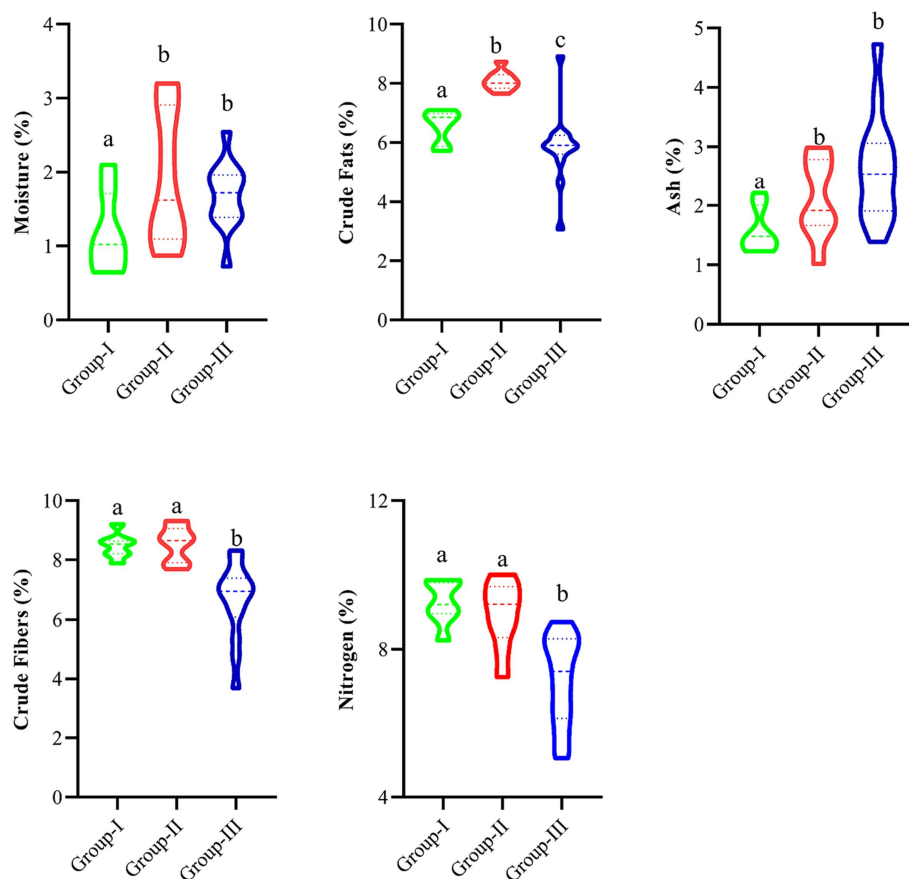 Moisture (%)
4
3
2
1
0
a
b
b
Group-I
Group-II
Group-III
Crude Fats (%)
10
8
6
4
2
0
a
b
c
Group-I
Group-II
Group-III
Ash (%)
5
4
3
2
1
0
a
b
b
Group-I
Group-II
Group-III
Crude Fibers (%)
10
8
6
4
2
0
a
a
b
Group-I
Group-II
Group-III
Nitrogen (%)
12
8
4
a
a
b
Group-I
Group-II
Group-III